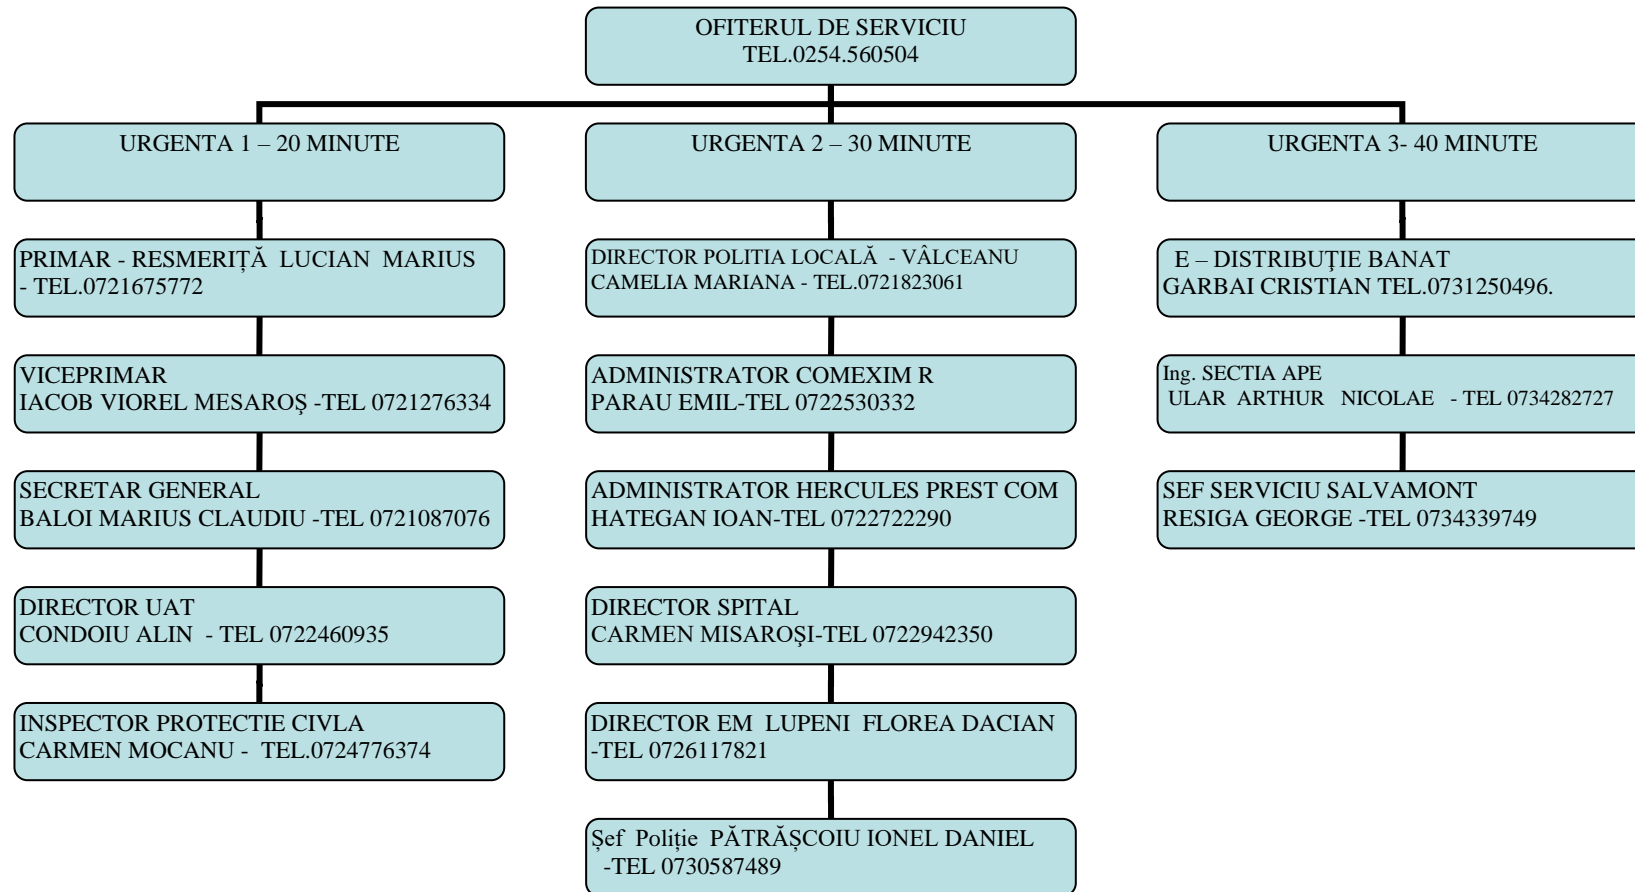 OFITERUL DE SERVICIU
TEL.0254.560504
URGENTA 1 – 20 MINUTE
PRIMAR - RESMERIȚĂ LUCIAN MARIUS
- TEL.0721675772
VICEPRIMAR
IACOB VIOREL MESAROŞ -TEL 0721276334
SECRETAR GENERAL
BALOI MARIUS CLAUDIU -TEL 0721087076
DIRECTOR UAT
CONDOIU ALIN - TEL 0722460935
INSPECTOR PROTECTIE CIVLA
CARMEN MOCANU - TEL.0724776374
URGENTA 2 – 30 MINUTE
DIRECTOR POLITIA LOCALĂ - VÂLCEANU
CAMELIA MARIANA - TEL.0721823061
ADMINISTRATOR COMEXIM R
PARAU EMIL-TEL 0722530332
ADMINISTRATOR HERCULES PREST COM
HATEGAN IOAN-TEL 0722722290
DIRECTOR SPITAL
CARMEN MISAROŞI-TEL 0722942350
DIRECTOR EM LUPENI FLOREA DACIAN
-TEL 0726117821
Șef Poliție PĂTRĂȘCOIU IONEL DANIEL
-TEL 0730587489
URGENTA 3- 40 MINUTE
E – DISTRIBUŢIE BANAT
GARBAI CRISTIAN TEL.0731250496.
Ing. SECTIA APE
ULAR ARTHUR NICOLAE - TEL 0734282727
SEF SERVICIU SALVAMONT
RESIGA GEORGE -TEL 0734339749